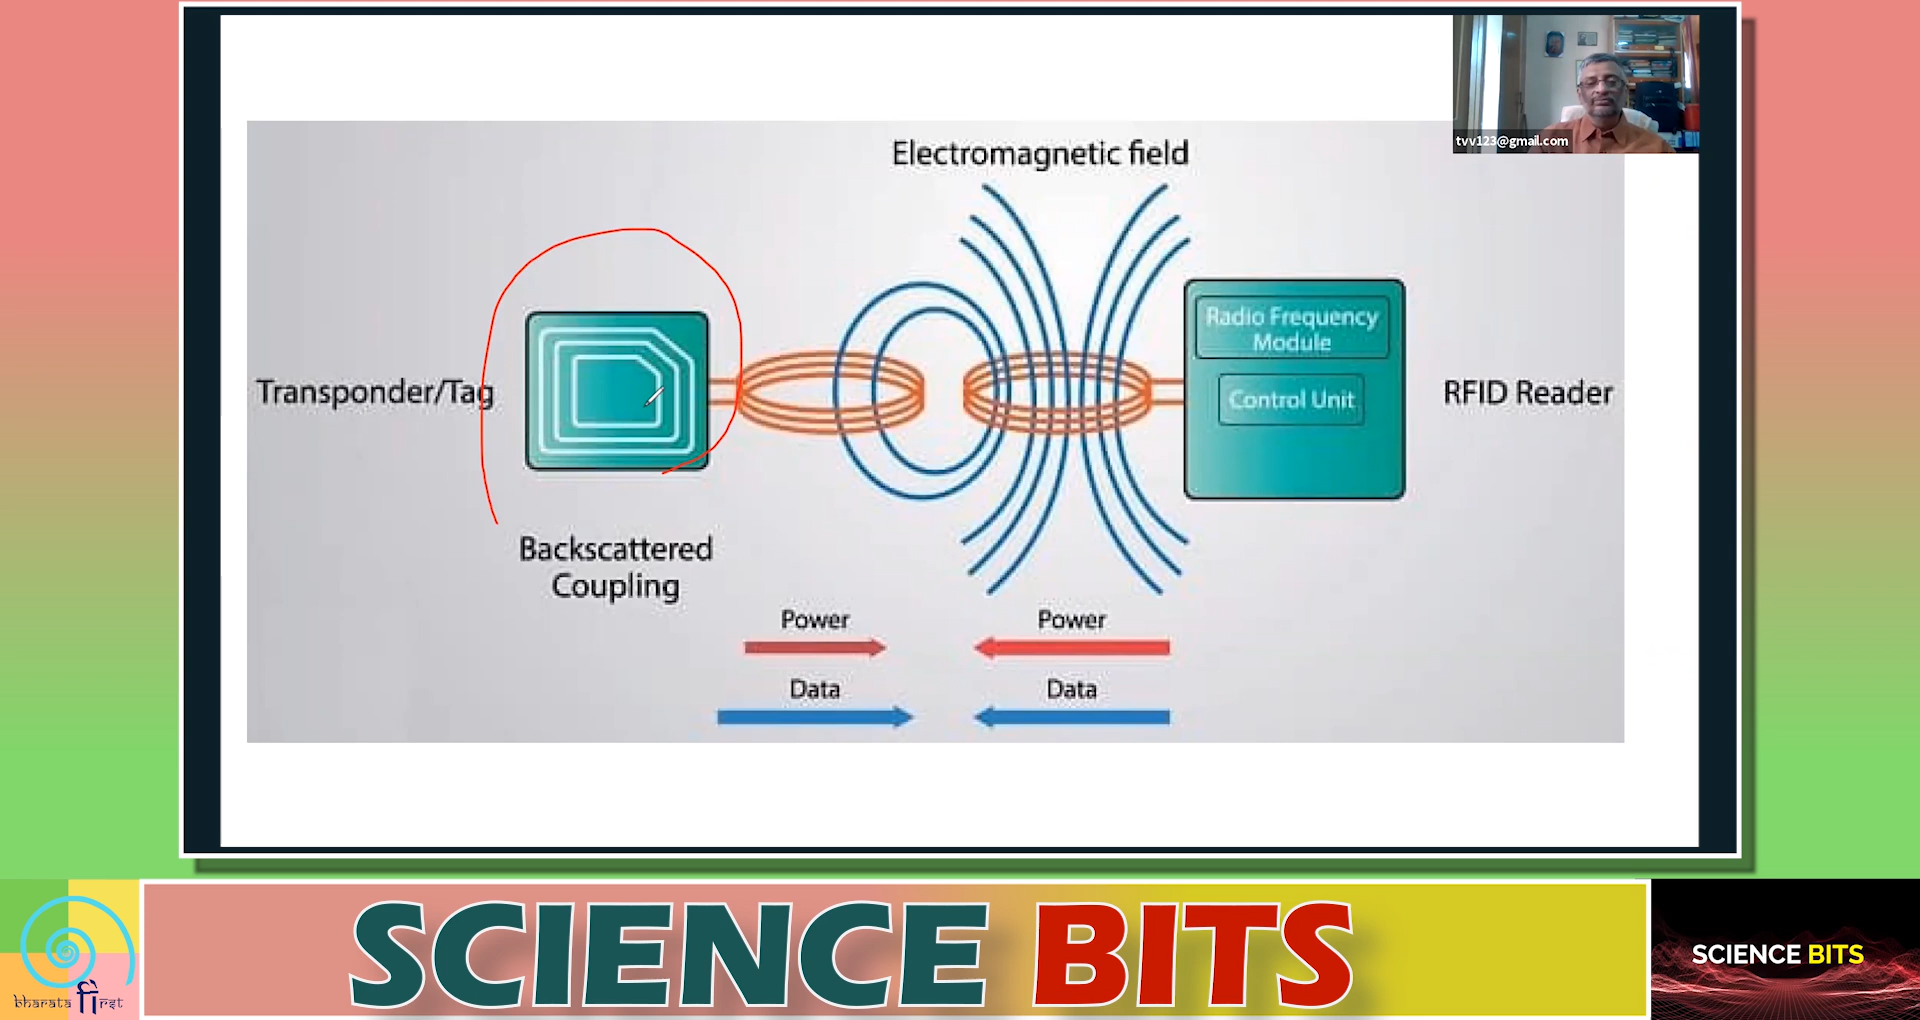 tvv123@gmail.com
Electromagnetic field
Radio Frequency
Module
Control Unit
Transponder/Tag
RFID Reader
Backscattered
Coupling
Power
Power
Data
Data
SCIENCE BITS
SCIENCE BITS
bharata first